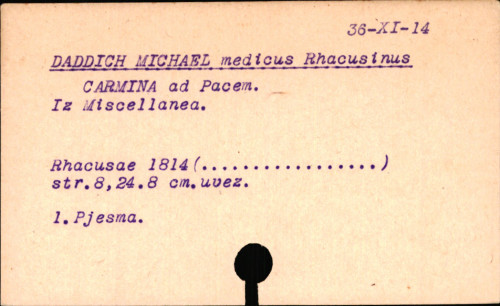 36-XI-14
DADDICH MICHAEL medicus Rhacusinus
CARMINA ad Pacem.
Iz Miscellanea.
Rhacusae 1814(.................)
str.8,24.8 cm.uvez.
1.Pjesma.